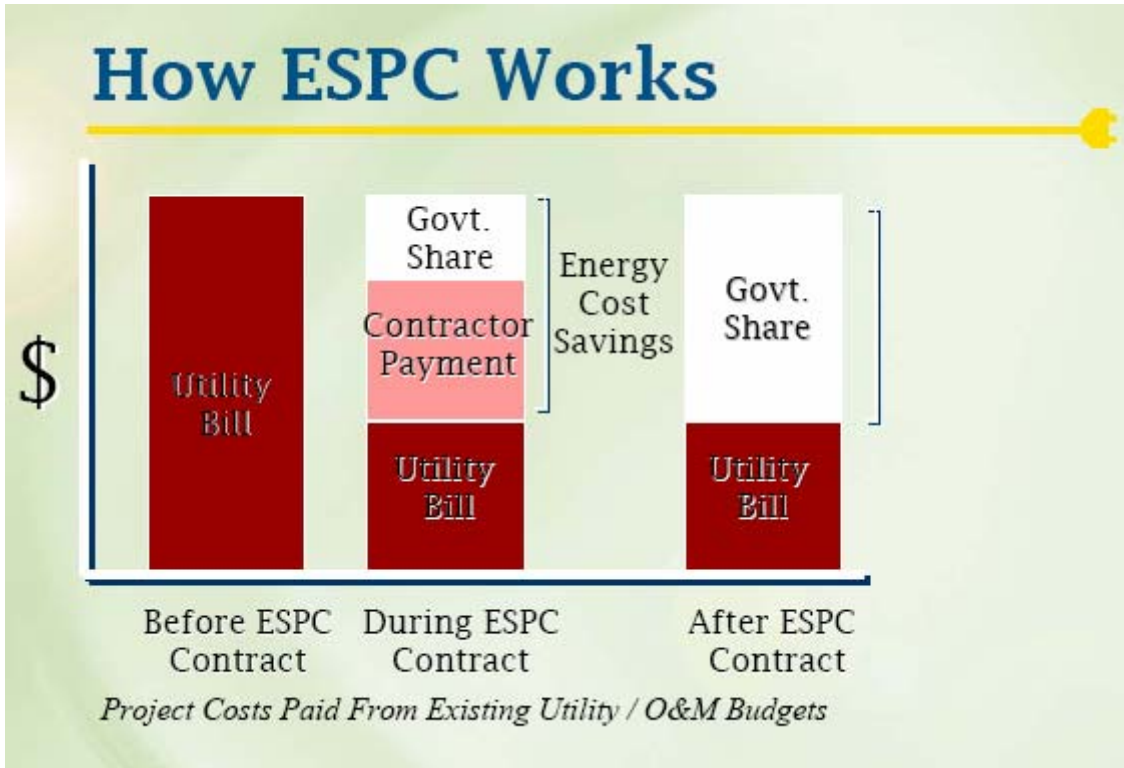 How ESPC Works
$
Utility
Bill
Govt.
Share
Contractor
Payment
Utility
Bill
Energy
Cost
Savings
Govt.
Share
Utility
Bill
Before ESPC
Contract
During ESPC
Contract
After ESPC
Contract
Project Costs Paid From Existing Utility / O&M Budgets